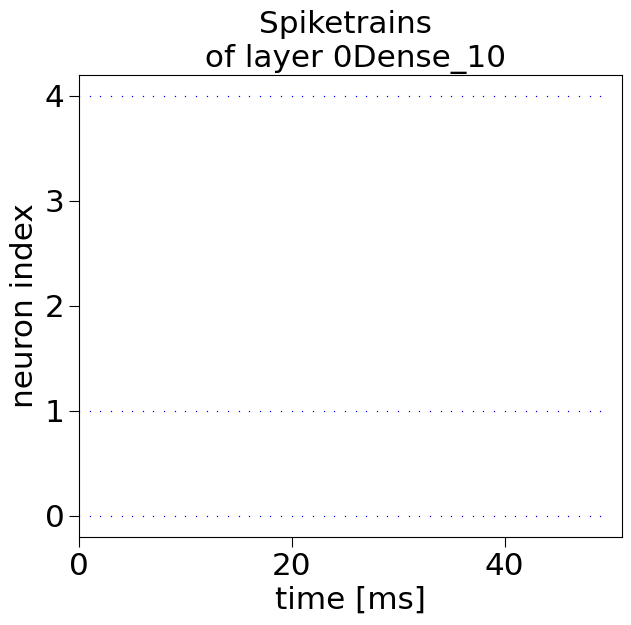 Spiketrains
of layer 0Dense_10
4
3
2
1
0
neuron index
0 20 40
time [ms]